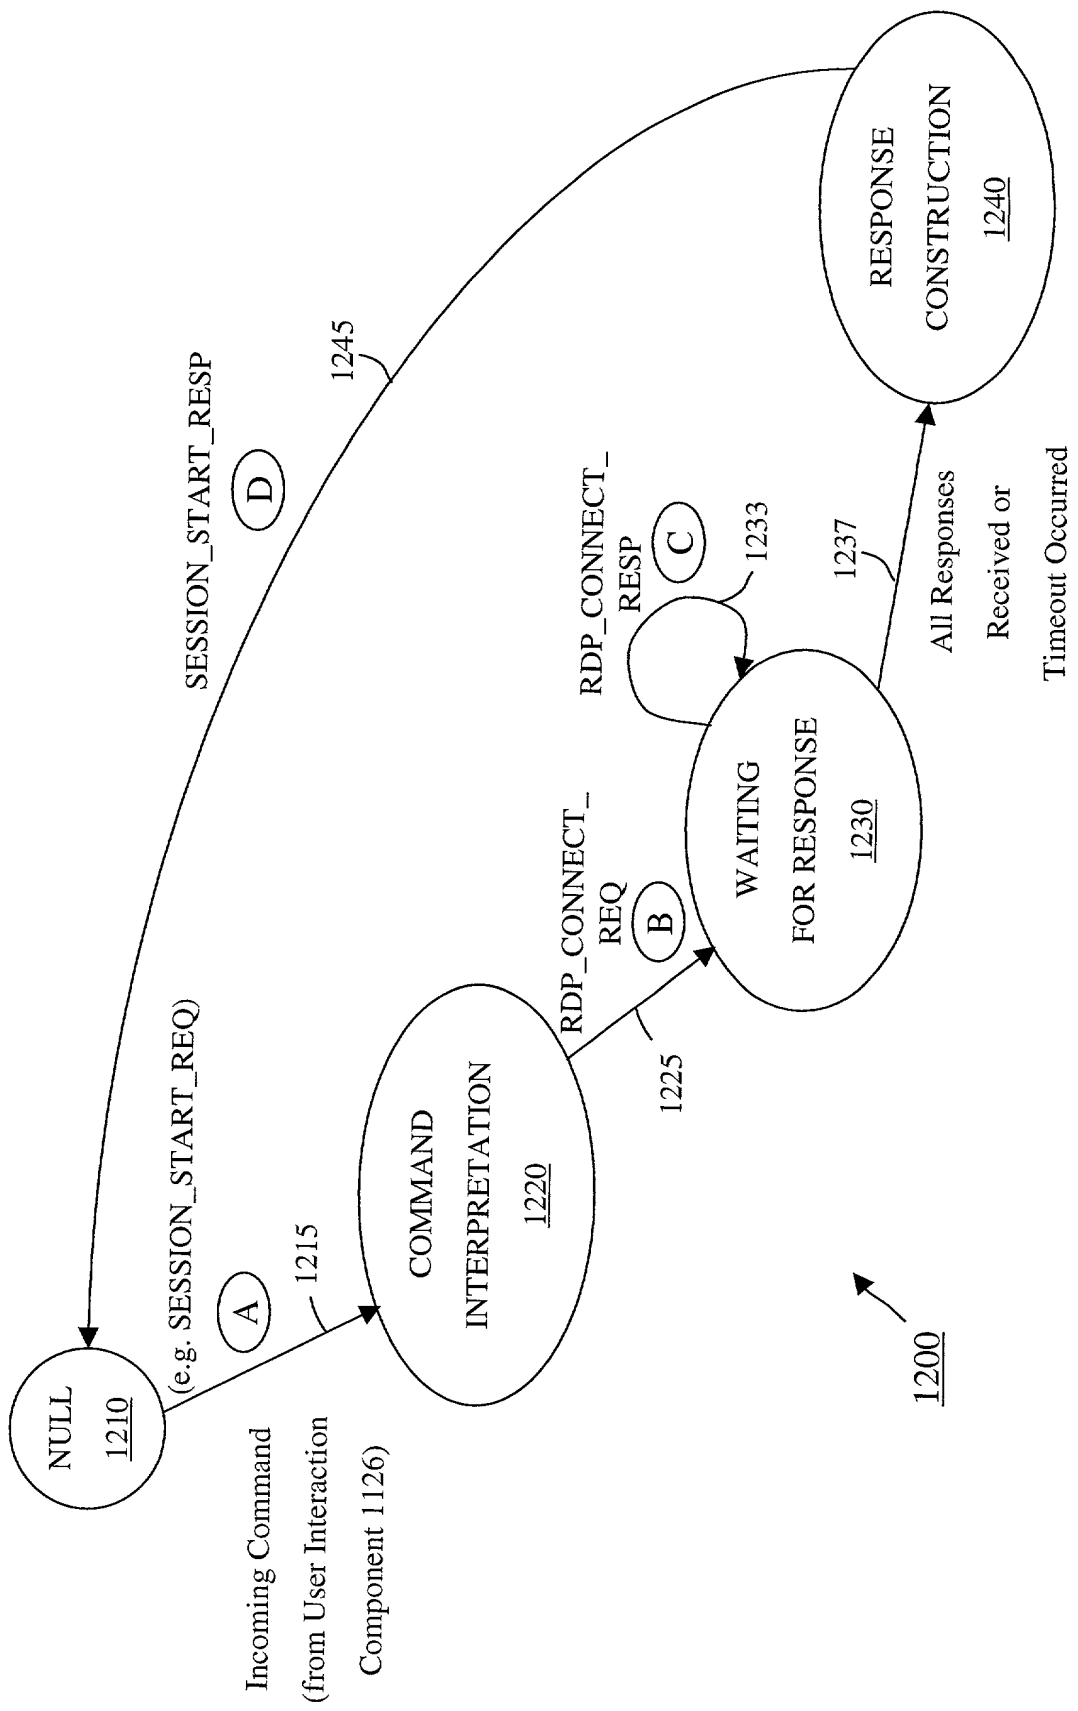 NULL
1210
(e.g. SESSION_START_REQ)
A
1215
Incoming Command
(from User Interaction
Component 1126)
COMMAND
INTERPRETATION
1220
RDP_CONNECT_
REQ
B
1225
WAITING
FOR RESPONSE
1230
RDP_CONNECT_
RESP
C
1233
1237
All Responses
Received or
Timeout Occurred
RESPONSE
CONSTRUCTION
1240
SESSION_START_RESP
D
1245
1200